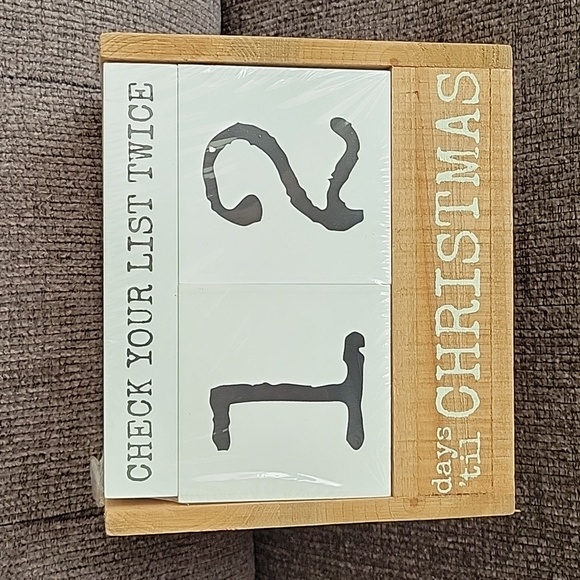 CHECK YOUR LIST TWICE
12
days 'til CHRISTMAS